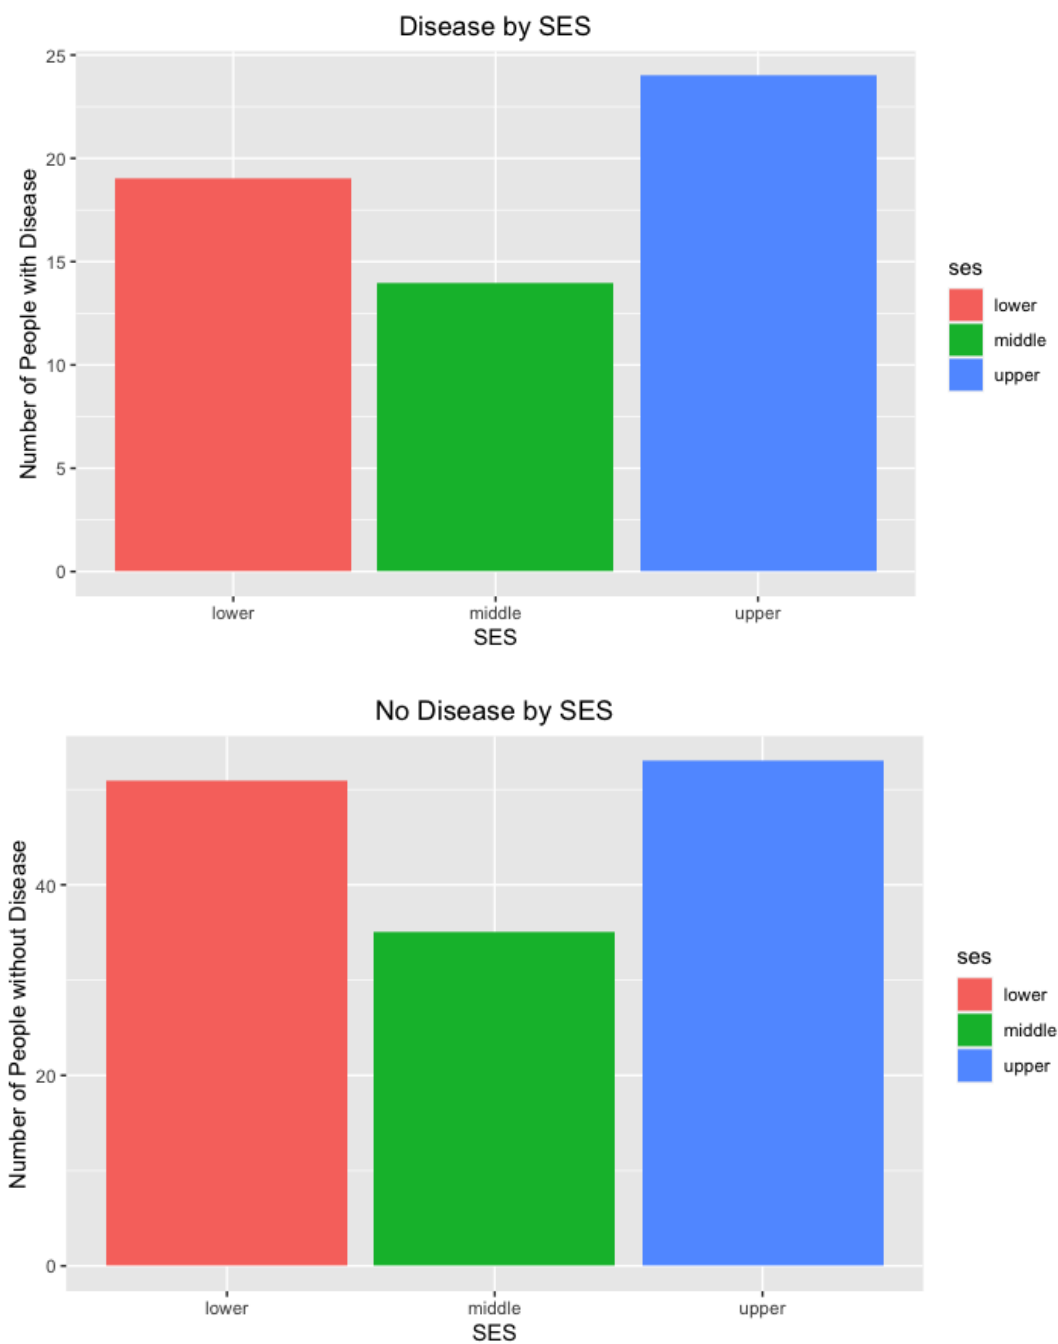 Disease by SES
Number of People with Disease
25
20
15
10
5
0
lower
middle
upper
SES
ses
lower
middle
upper
No Disease by SES
Number of People without Disease
40
20
0
lower
middle
upper
SES
ses
lower
middle
upper